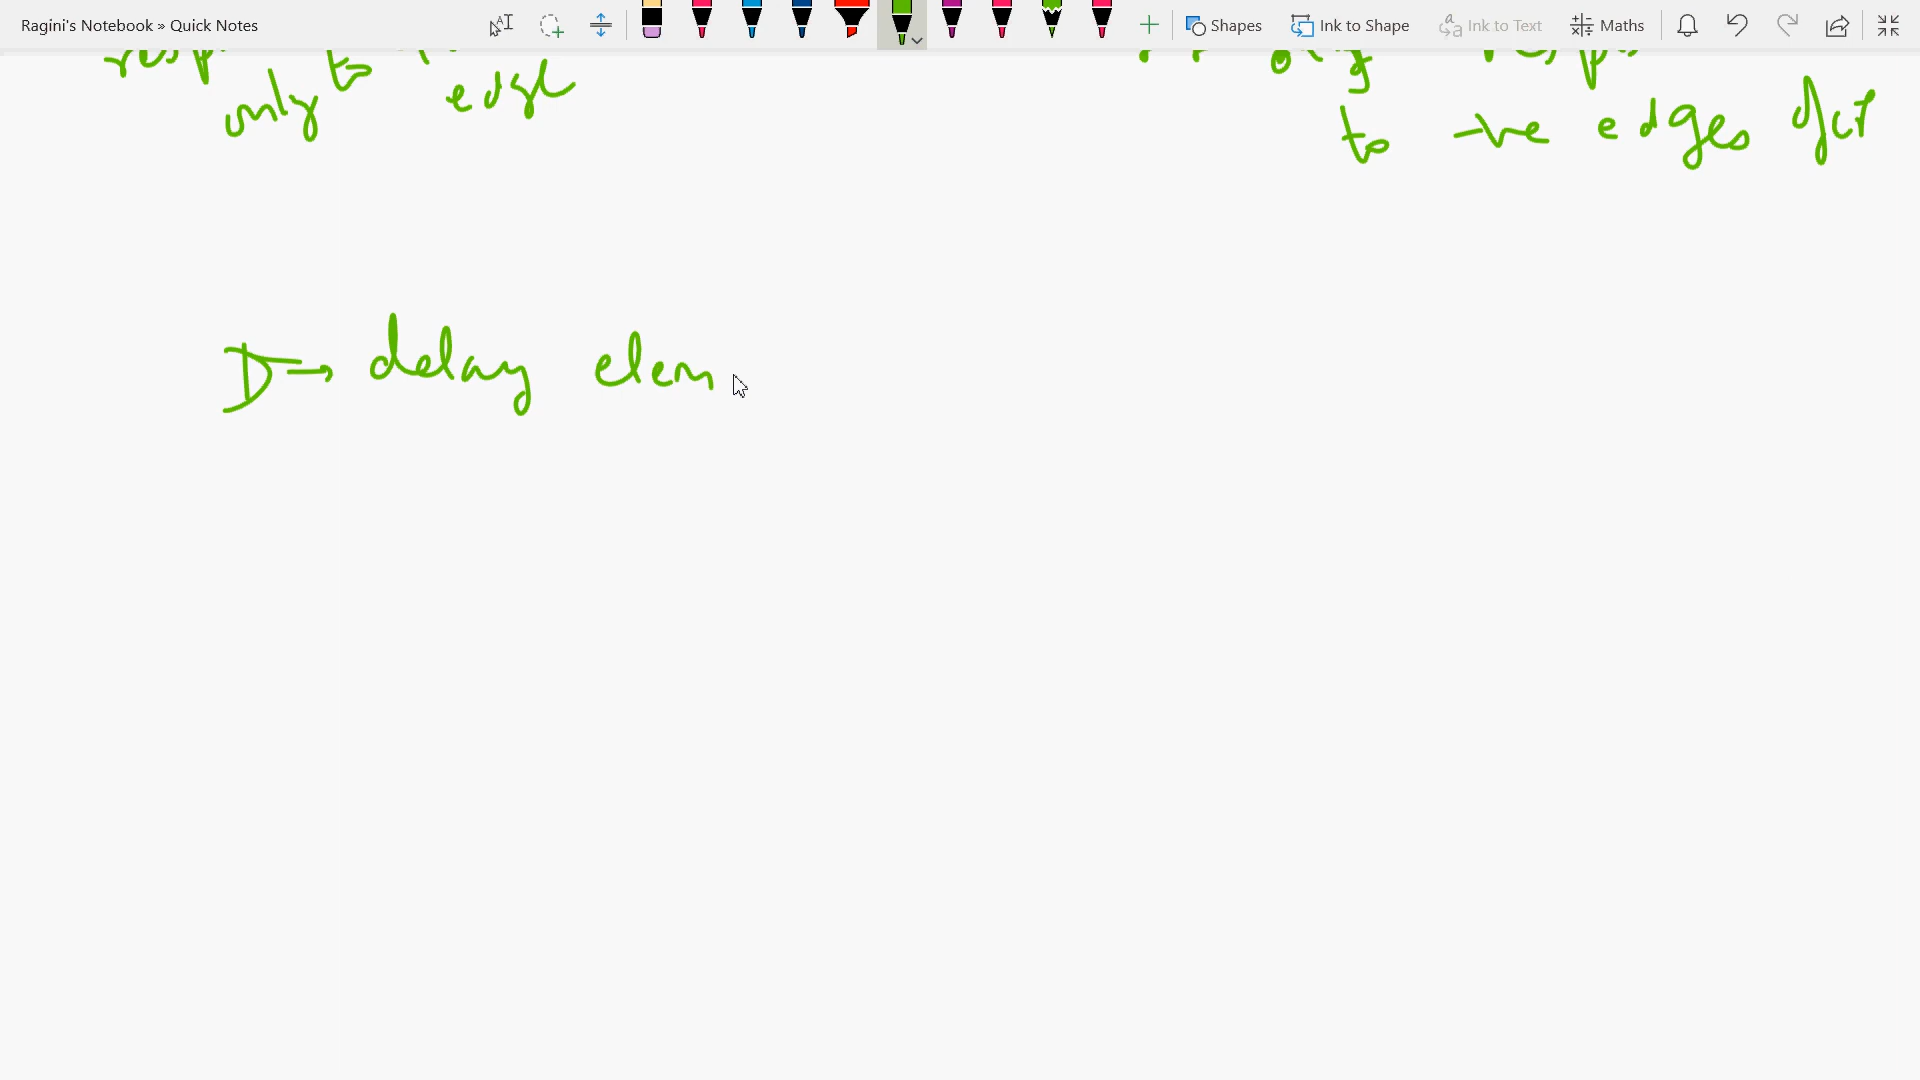 Ragini's Notebook » Quick Notes
Shapes
Ink to Shape
Ink to Text
Maths
only to
edge
to -ve edges of
D → delay elem